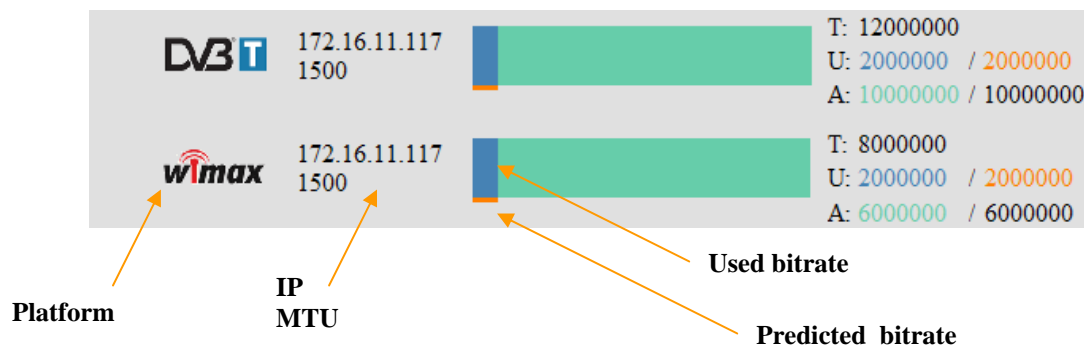 DVB T
172.16.11.117
1500
T: 12000000
U: 2000000 / 2000000
A: 10000000 / 10000000
wimax
172.16.11.117
1500
T: 8000000
U: 2000000 / 2000000
A: 6000000 / 6000000
Used bitrate
IP
Platform
MTU
Predicted bitrate